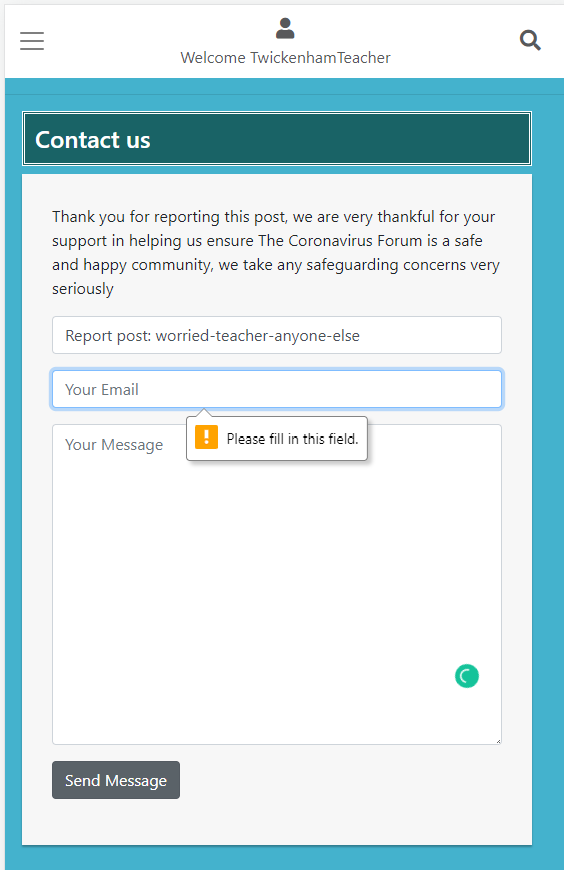 Welcome TwickenhamTeacher
Contact us
Thank you for reporting this post, we are very thankful for your
support in helping us ensure The Coronavirus Forum is a safe
and happy community, we take any safeguarding concerns very
seriously
Report post: worried-teacher-anyone-else
Your Email
Please fill in this field.
Your Message
Send Message